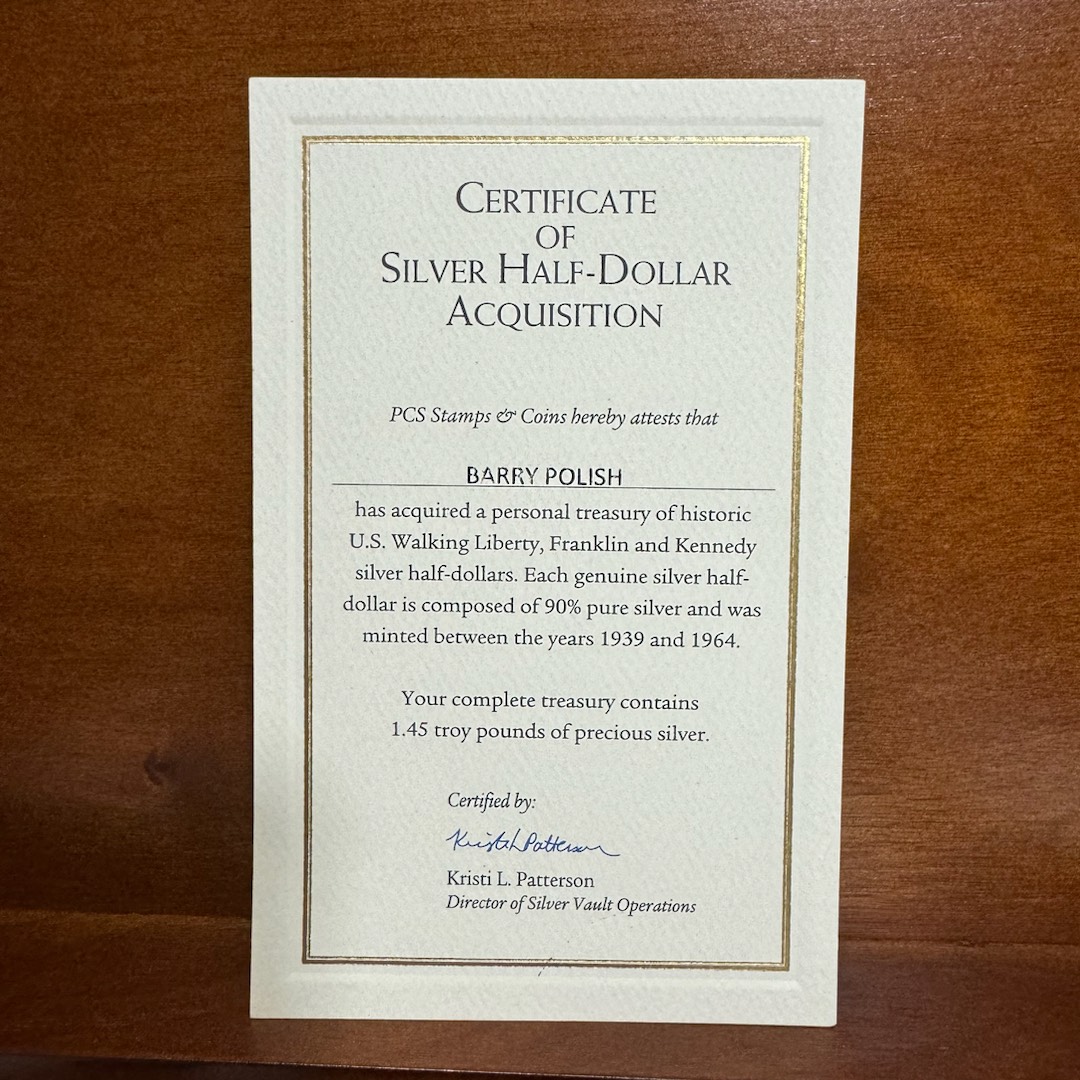 CERTIFICATE
OF
SILVER HALF-DOLLAR
ACQUISITION
PCS Stamps & Coins hereby attests that
BARRY POLISH
has acquired a personal treasury of historic
U.S. Walking Liberty, Franklin and Kennedy
silver half-dollars. Each genuine silver half-
dollar is composed of 90% pure silver and was
minted between the years 1939 and 1964.
Your complete treasury contains
1.45 troy pounds of precious silver.
Certified by:
Kristi L Patterson
Kristi L. Patterson
Director of Silver Vault Operations